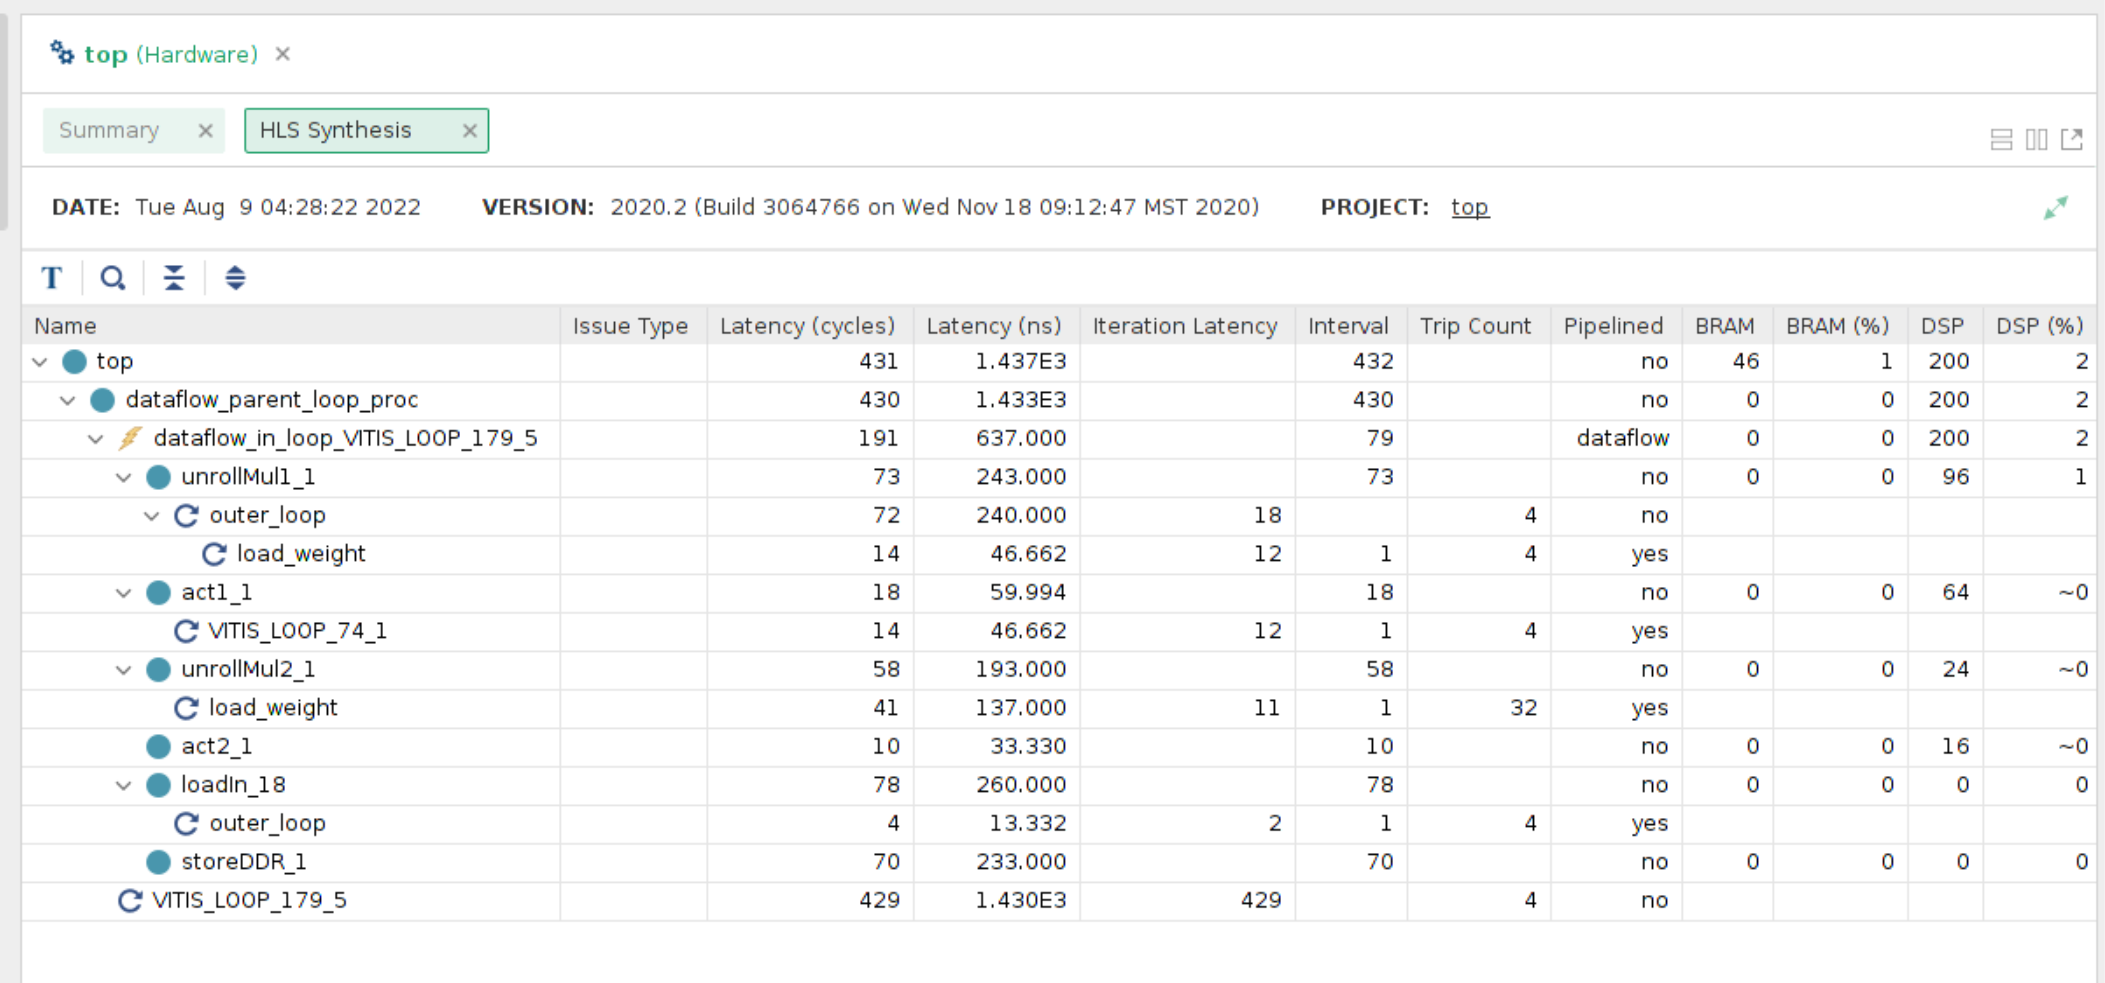 top (Hardware) ×
Summary × HLS Synthesis ×
DATE: Tue Aug 9 04:28:22 2022 VERSION: 2020.2 (Build 3064766 on Wed Nov 18 09:12:47 MST 2020) PROJECT: top
T
Name Issue Type Latency (cycles) Latency (ns) Iteration Latency Interval Trip Count Pipelined BRAM BRAM (%) DSP DSP (%)
top 431 1.437E3 432 no 46 1 200 2
dataflow_parent_loop_proc 430 1.433E3 430 no 0 0 200 2
dataflow_in_loop_VITIS_LOOP_179_5 191 637.000 79 dataflow 0 0 200 2
unrollMul1_1 73 243.000 73 no 0 0 96 1
outer_loop 72 240.000 18 4 no
load_weight 14 46.662 12 1 4 yes
act1_1 18 59.994 18 no 0 0 64 ~0
VITIS_LOOP_74_1 14 46.662 12 1 4 yes
unrollMul2_1 58 193.000 58 no 0 0 24 ~0
load_weight 41 137.000 11 1 32 yes
act2_1 10 33.330 10 no 0 0 16 ~0
loadIn_18 78 260.000 78 no 0 0 0 0
outer_loop 4 13.332 2 1 4 yes
storeDDR_1 70 233.000 70 no 0 0 0 0
VITIS_LOOP_179_5 429 1.430E3 429 4 no